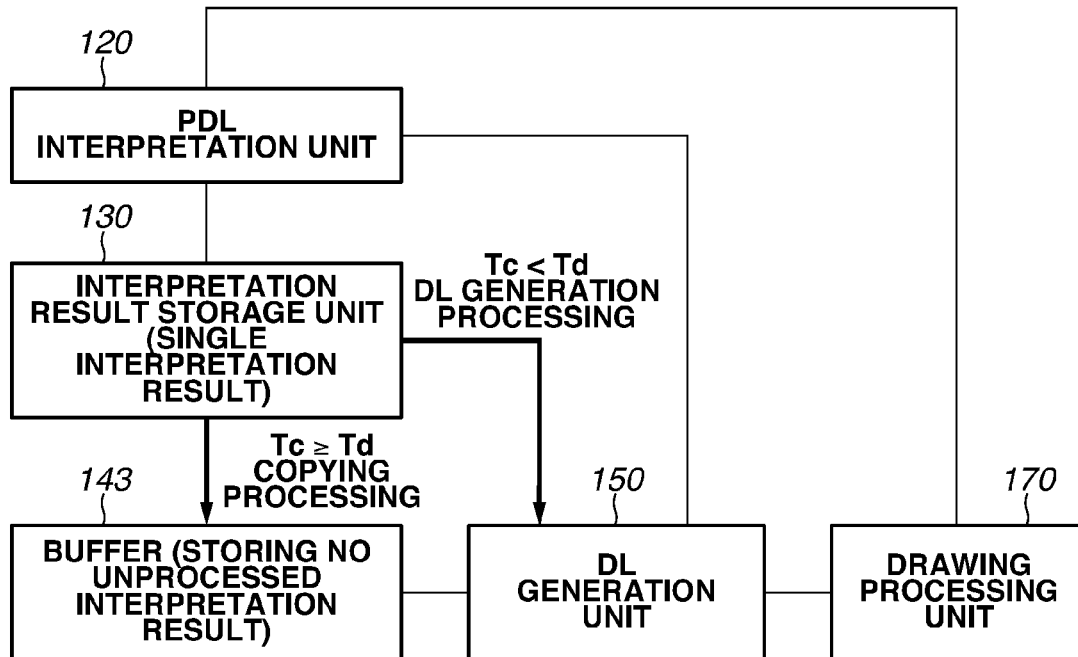 120
PDL
INTERPRETATION UNIT
130
INTERPRETATION
RESULT STORAGE UNIT
(SINGLE
INTERPRETATION
RESULT)
Tc < Td
DL GENERATION
PROCESSING
Tc ≥ Td
COPYING
PROCESSING
143
BUFFER (STORING NO
UNPROCESSED
INTERPRETATION
RESULT)
150
DL
GENERATION
UNIT
170
DRAWING
PROCESSING
UNIT